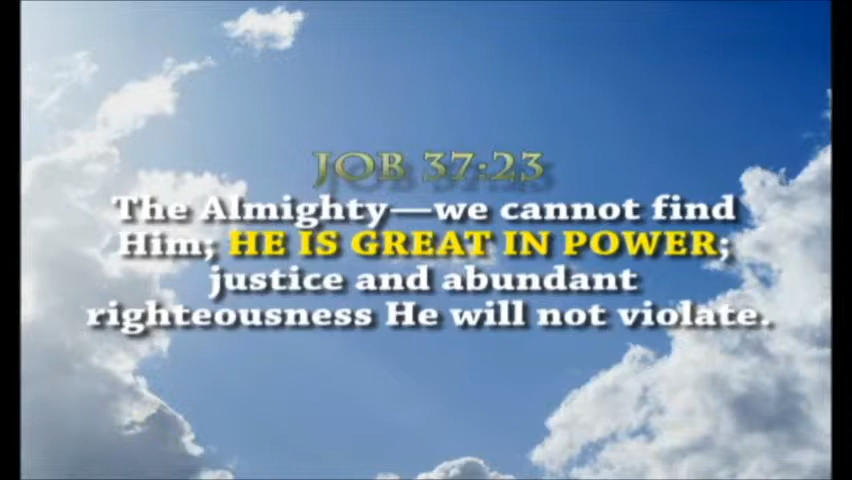 JOB 37:23
The Almighty—we cannot find
Him; HE IS GREAT IN POWER;
justice and abundant
righteousness He will not violate.